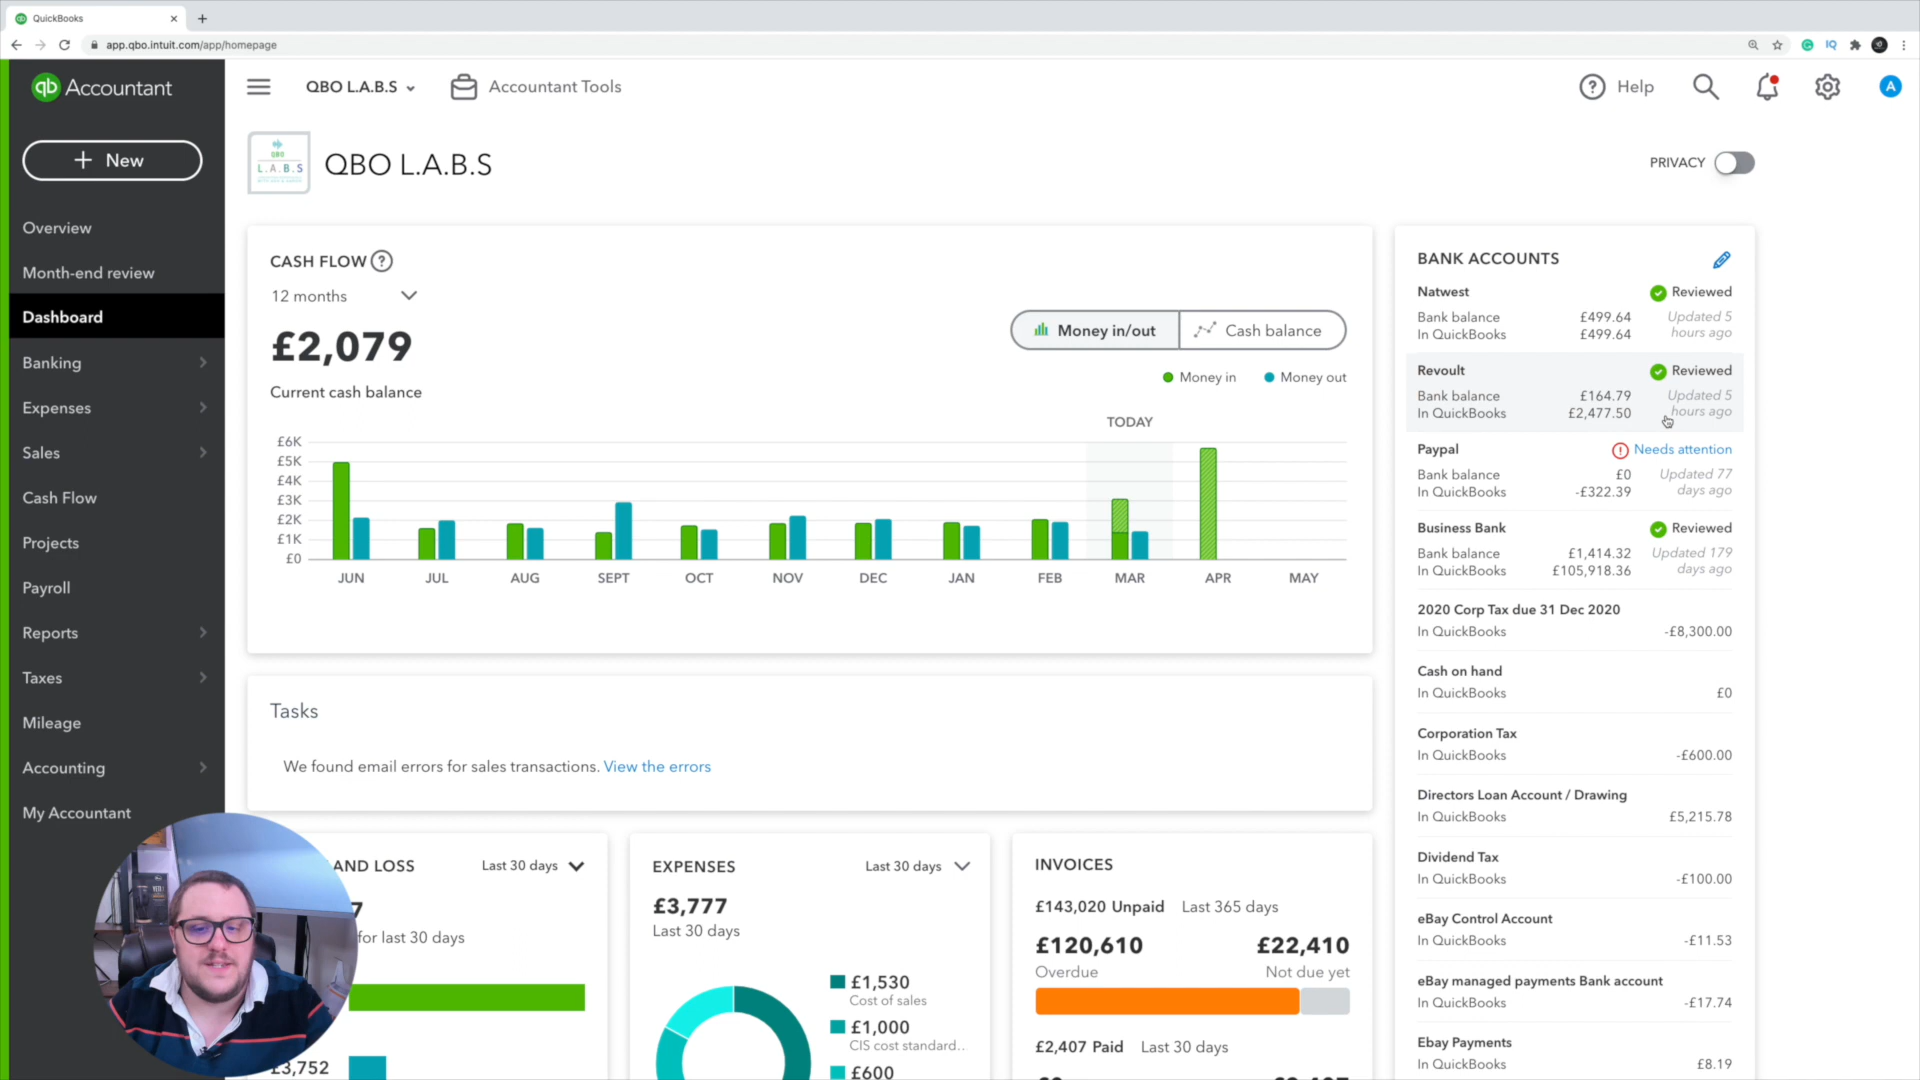 QuickBooks
app.qbo.intuit.com/app/homepage
IQ
qb Accountant
QBO L.A.B.S
Accountant Tools
Help
A
+ New
QBO
L.A.B.S
QBO L.A.B.S
PRIVACY
Overview
Month-end review
Dashboard
Banking
Expenses
Sales
Cash Flow
Projects
Payroll
Reports
Taxes
Mileage
Accounting
My Accountant
CASH FLOW
12 months
£2,079
Current cash balance
Money in/out
Cash balance
Money in
Money out
TODAY
£6K
£5K
£4K
£3K
£2K
£1K
£0
JUN JUL AUG SEPT OCT NOV DEC JAN FEB MAR APR MAY
Tasks
We found email errors for sales transactions. View the errors
AND LOSS
Last 30 days
7
for last 30 days
£3,752
EXPENSES
Last 30 days
£3,777
Last 30 days
£1,530
Cost of sales
£1,000
CIS cost standard..
£600
INVOICES
£143,020 Unpaid Last 365 days
£120,610 £22,410
Overdue Not due yet
£2,407 Paid Last 30 days
BANK ACCOUNTS
Natwest Reviewed
Bank balance £499.64 Updated 5
In QuickBooks £499.64 hours ago
Revoult Reviewed
Bank balance £164.79 Updated 5
In QuickBooks £2,477.50 hours ago
Paypal Needs attention
Bank balance £0 Updated 77
In QuickBooks -£322.39 days ago
Business Bank Reviewed
Bank balance £1,414.32 Updated 179
In QuickBooks £105,918.36 days ago
2020 Corp Tax due 31 Dec 2020
In QuickBooks -£8,300.00
Cash on hand
In QuickBooks £0
Corporation Tax
In QuickBooks -£600.00
Directors Loan Account / Drawing
In QuickBooks £5,215.78
Dividend Tax
In QuickBooks -£100.00
eBay Control Account
In QuickBooks -£11.53
eBay managed payments Bank account
In QuickBooks -£17.74
Ebay Payments
In QuickBooks £8.19